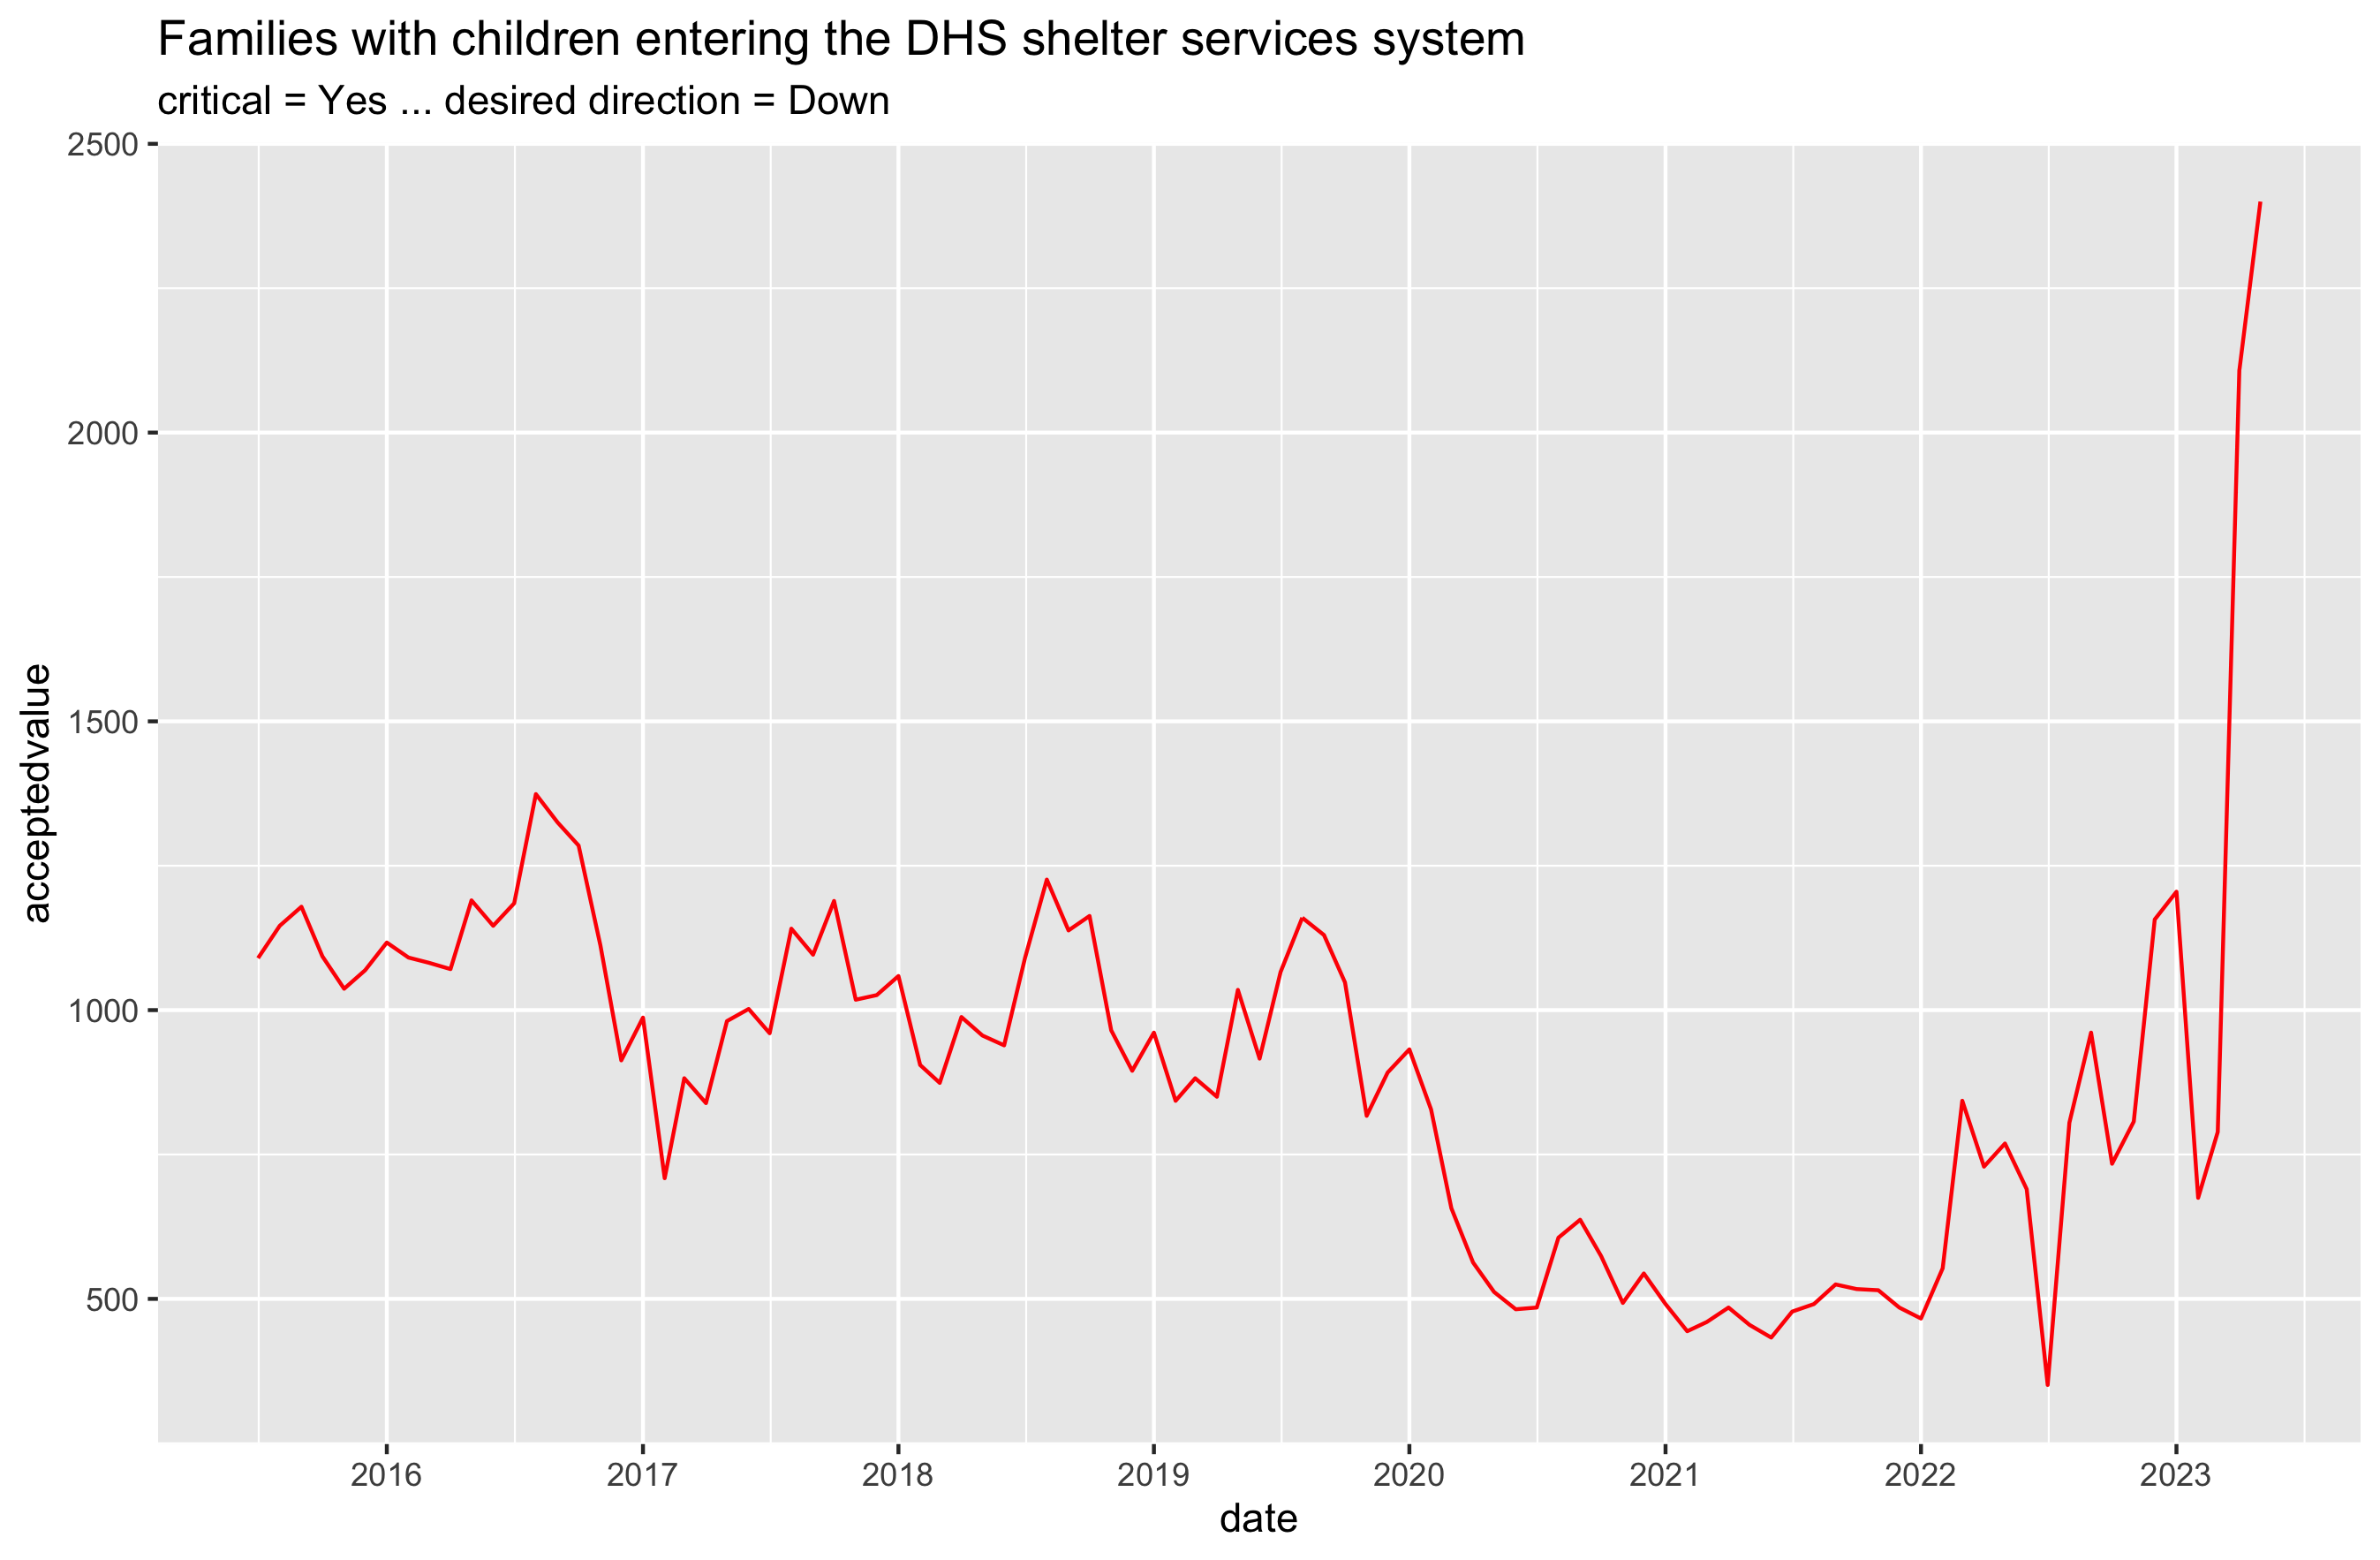 Families with children entering the DHS shelter services system
critical = Yes ... desired direction = Down
2500
2000
1500
1000
500
acceptedvalue
2016 2017 2018 2019 2020 2021 2022 2023
date